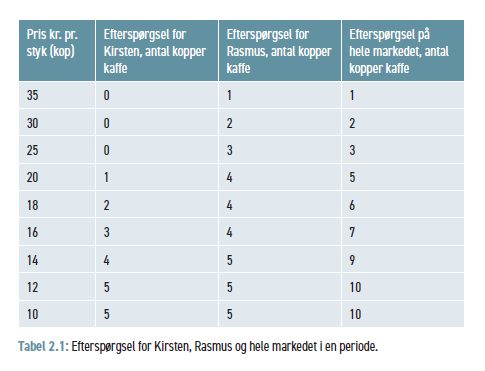 Pris kr. pr. styk (kop) Efterspørgsel for Kirsten, antal kopper kaffe Efterspørgsel for Rasmus, antal kopper kaffe Efterspørgsel på hele markedet, antal kopper kaffe
35 0 1 1
30 0 2 2
25 0 3 3
20 1 4 5
18 2 4 6
16 3 4 7
14 4 5 9
12 5 5 10
10 5 5 10
Tabel 2.1: Efterspørgsel for Kirsten, Rasmus og hele markedet i en periode.